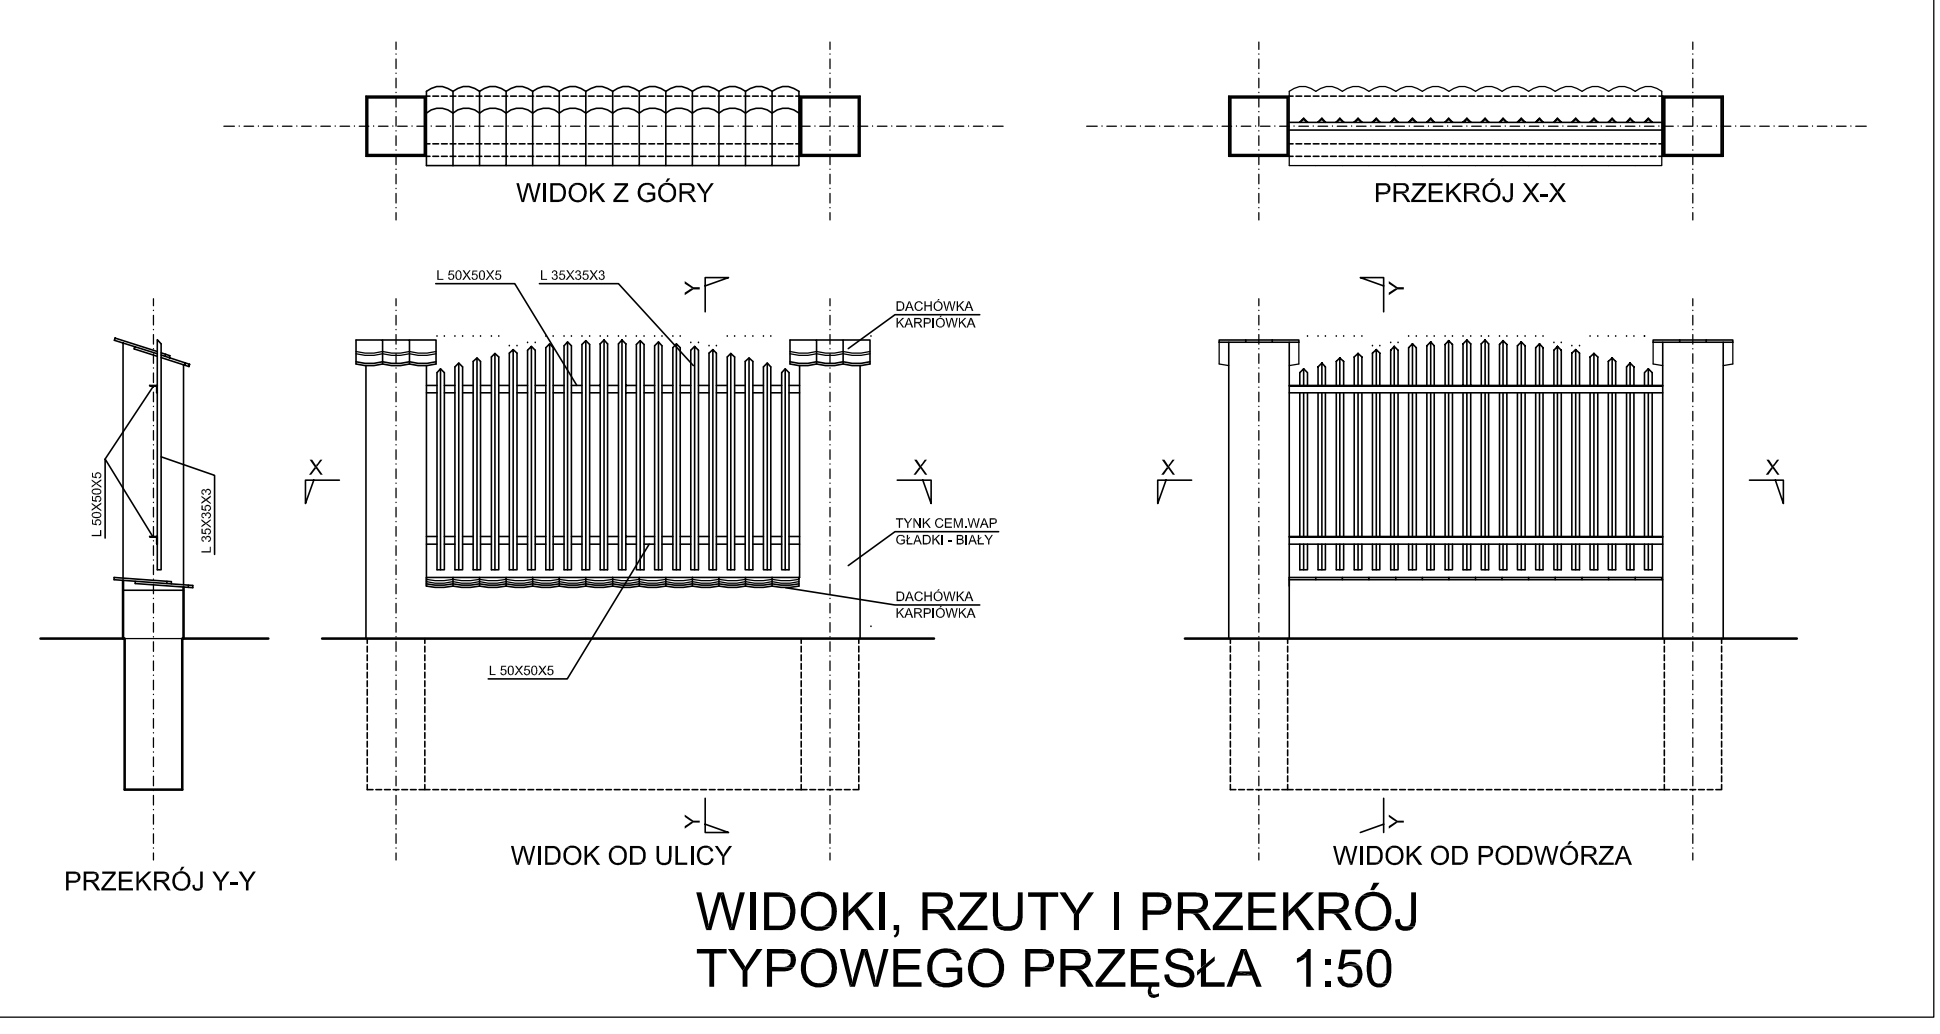 WIDOK Z GÓRY
PRZEKRÓJ X-X
L 50X50X5
L 35X35X3
Y
Y
DACHÓWKA
KARPIÓWKA
L 50X50X5
L 35X35X3
X
X
X
X
TYNK CEM.WAP
GŁADKI - BIAŁY
DACHÓWKA
KARPIÓWKA
L 50X50X5
Y
Y
PRZEKRÓJ Y-Y
WIDOK OD ULICY
WIDOK OD PODWÓRZA
WIDOKI, RZUTY I PRZEKRÓJ
TYPOWEGO PRZĘSŁA 1:50